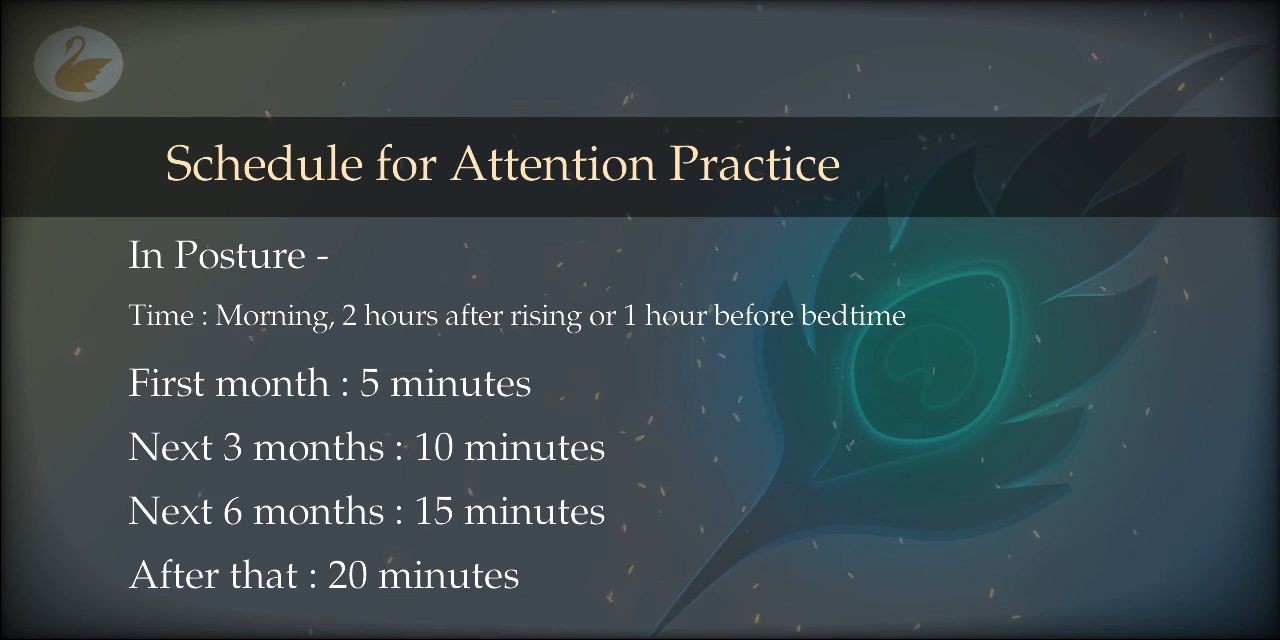 Schedule for Attention Practice
In Posture -
Time : Morning, 2 hours after rising or 1 hour before bedtime
First month : 5 minutes
Next 3 months : 10 minutes
Next 6 months : 15 minutes
After that : 20 minutes